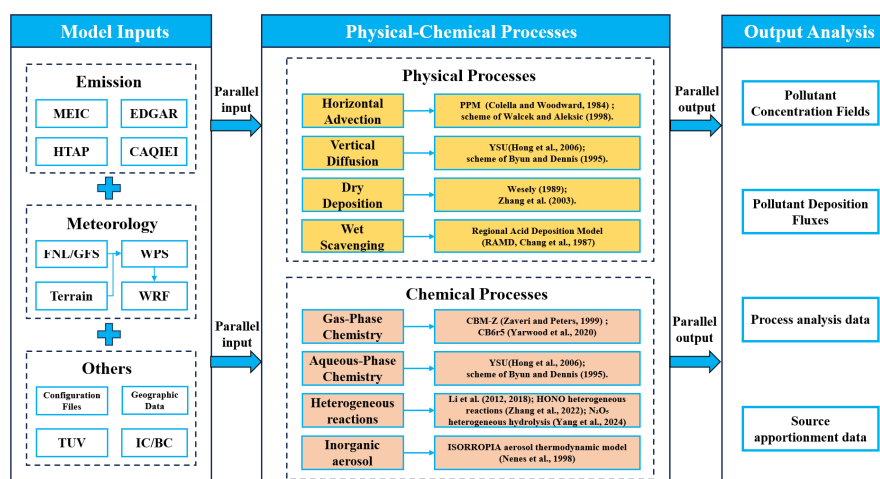 Model Inputs
Emission
MEIC
EDGAR
HTAP
CAQIEI
Meteorology
FNL/GFS
WPS
Terrain
WRF
Others
Configuration
Files
Geographic
Data
TUV
IC/BC
Parallel
input
Parallel
input
Physical-Chemical Processes
Physical Processes
Horizontal
Advection
PPM (Colella and Woodward, 1984) ;
scheme of Walcek and Aleksic (1998).
Vertical
Diffusion
YSU(Hong et al., 2006);
scheme of Byun and Dennis (1995).
Dry
Deposition
Wesely (1989);
Zhang et al. (2003).
Wet
Scavenging
Regional Acid Deposition Model
(RAMD, Chang et al., 1987)
Chemical Processes
Gas-Phase
Chemistry
CBM-Z (Zaveri and Peters, 1999) ;
CB6r5 (Yarwood et al., 2020)
Aqueous-Phase
Chemistry
YSU(Hong et al., 2006);
scheme of Byun and Dennis (1995).
Heterogeneous
reactions
Li et al. (2012, 2018); HONO heterogeneous
reactions (Zhang et al., 2022); N₂O₅
heterogeneous hydrolysis (Yang et al., 2024)
Inorganic
aerosol
ISORROPIA aerosol thermodynamic model
(Nenes et al., 1998)
Parallel
output
Parallel
output
Output Analysis
Pollutant
Concentration Fields
Pollutant Deposition
Fluxes
Process analysis data
Source
apportionment data